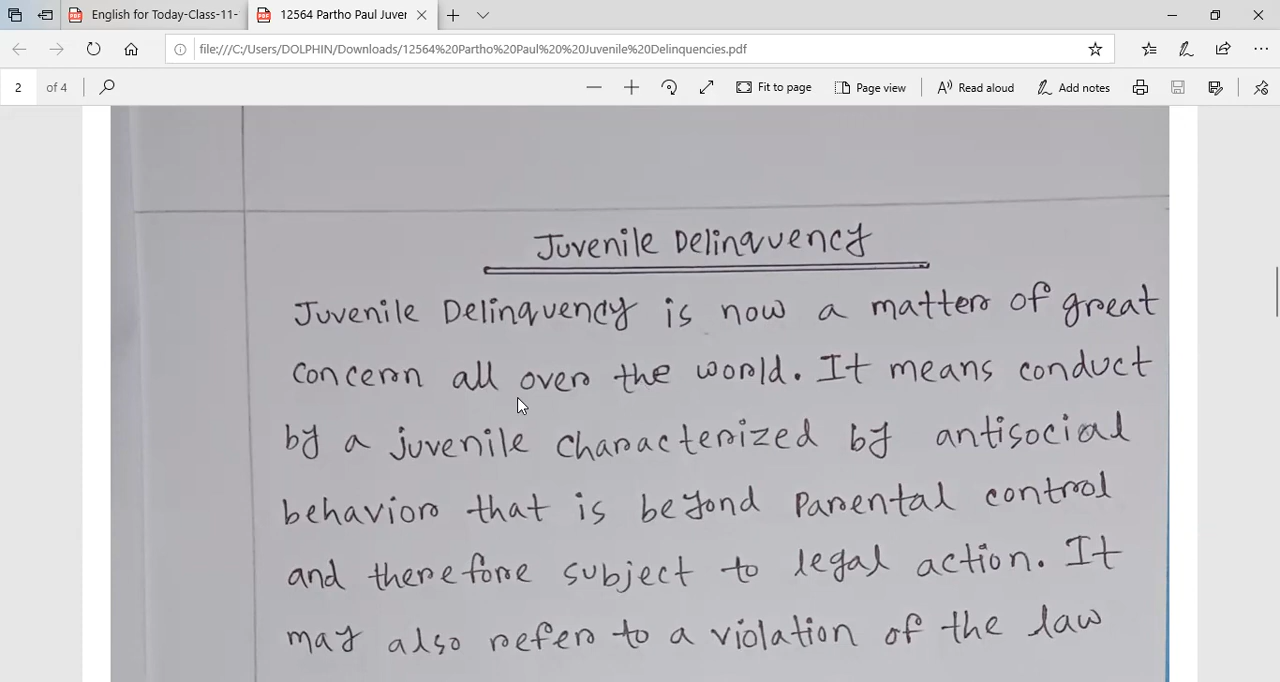 English for Today-Class-11-
12564 Partho Paul Juver
file:///C:/Users/DOLPHIN/Downloads/12564%20Partho%20Paul%20%20Juvenile%20Delinquencies.pdf
2 of 4
Fit to page
Page view
Read aloud
Add notes
Juvenile Delinquency
Juvenile Delinquency is now a matter of great
concern all over the world. It means conduct
by a juvenile characterized by antisocial
behavior that is beyond Parental control
and therefore subject to legal action. It
may also refer to a violation of the law